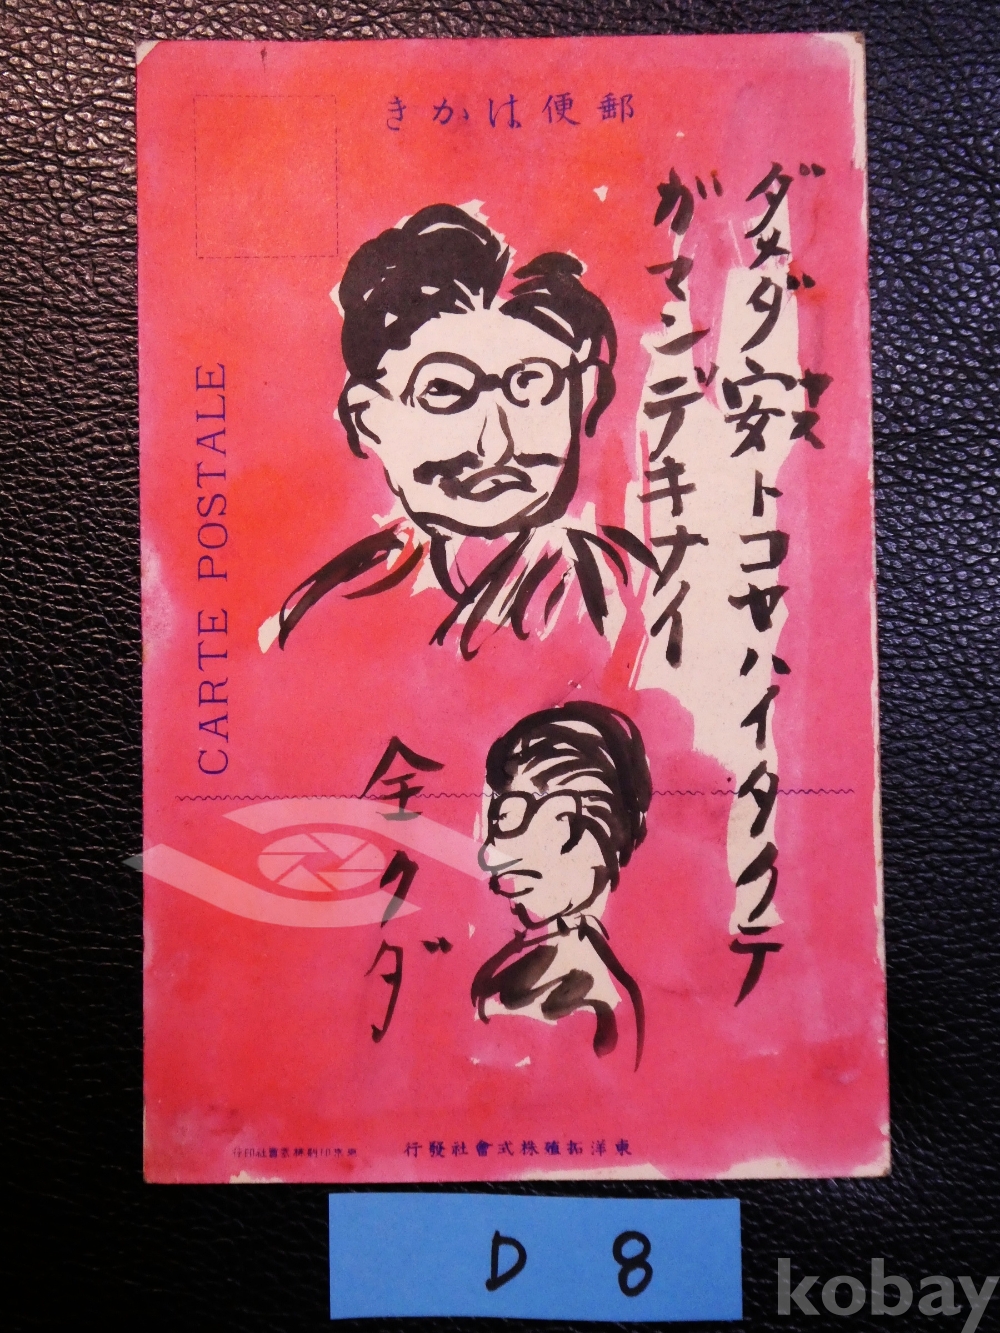 郵便はかき
CARTE POSTALE
ダメダ安トコヤハイタクテ
ヤス
ガマンデキナイ
全クダ
東洋拓殖株式會社發行
D 8
kobay